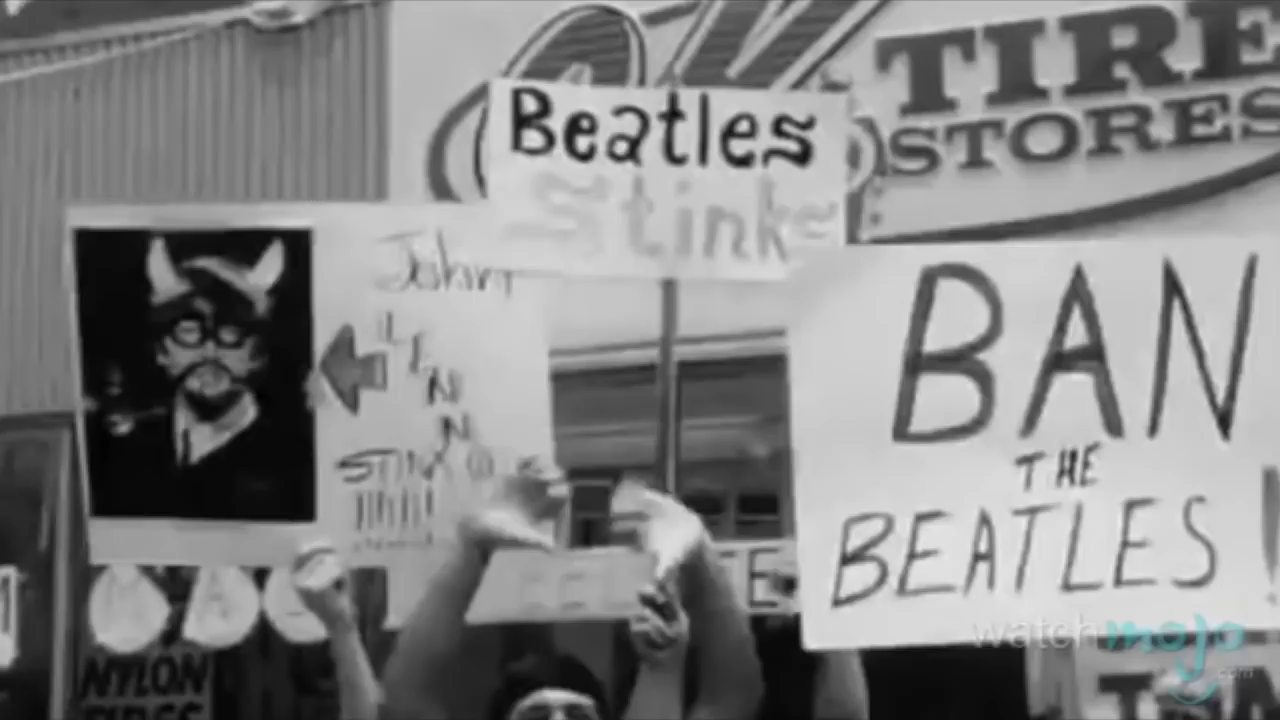 TIRE
STORES
Beatles
Stinks
John
LENNON
STINKS
!!!!!
BAN
THE
BEATLES!
NYLON
watchmojo
.com